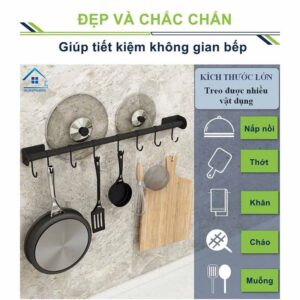 ĐẸP VÀ CHẮC CHẮN
Giúp tiết kiệm không gian bếp
KÍCH THƯỚC LỚN
Treo được nhiều
vật dụng
Nắp nồi
Thớt
Khăn
Chảo
Muỗng